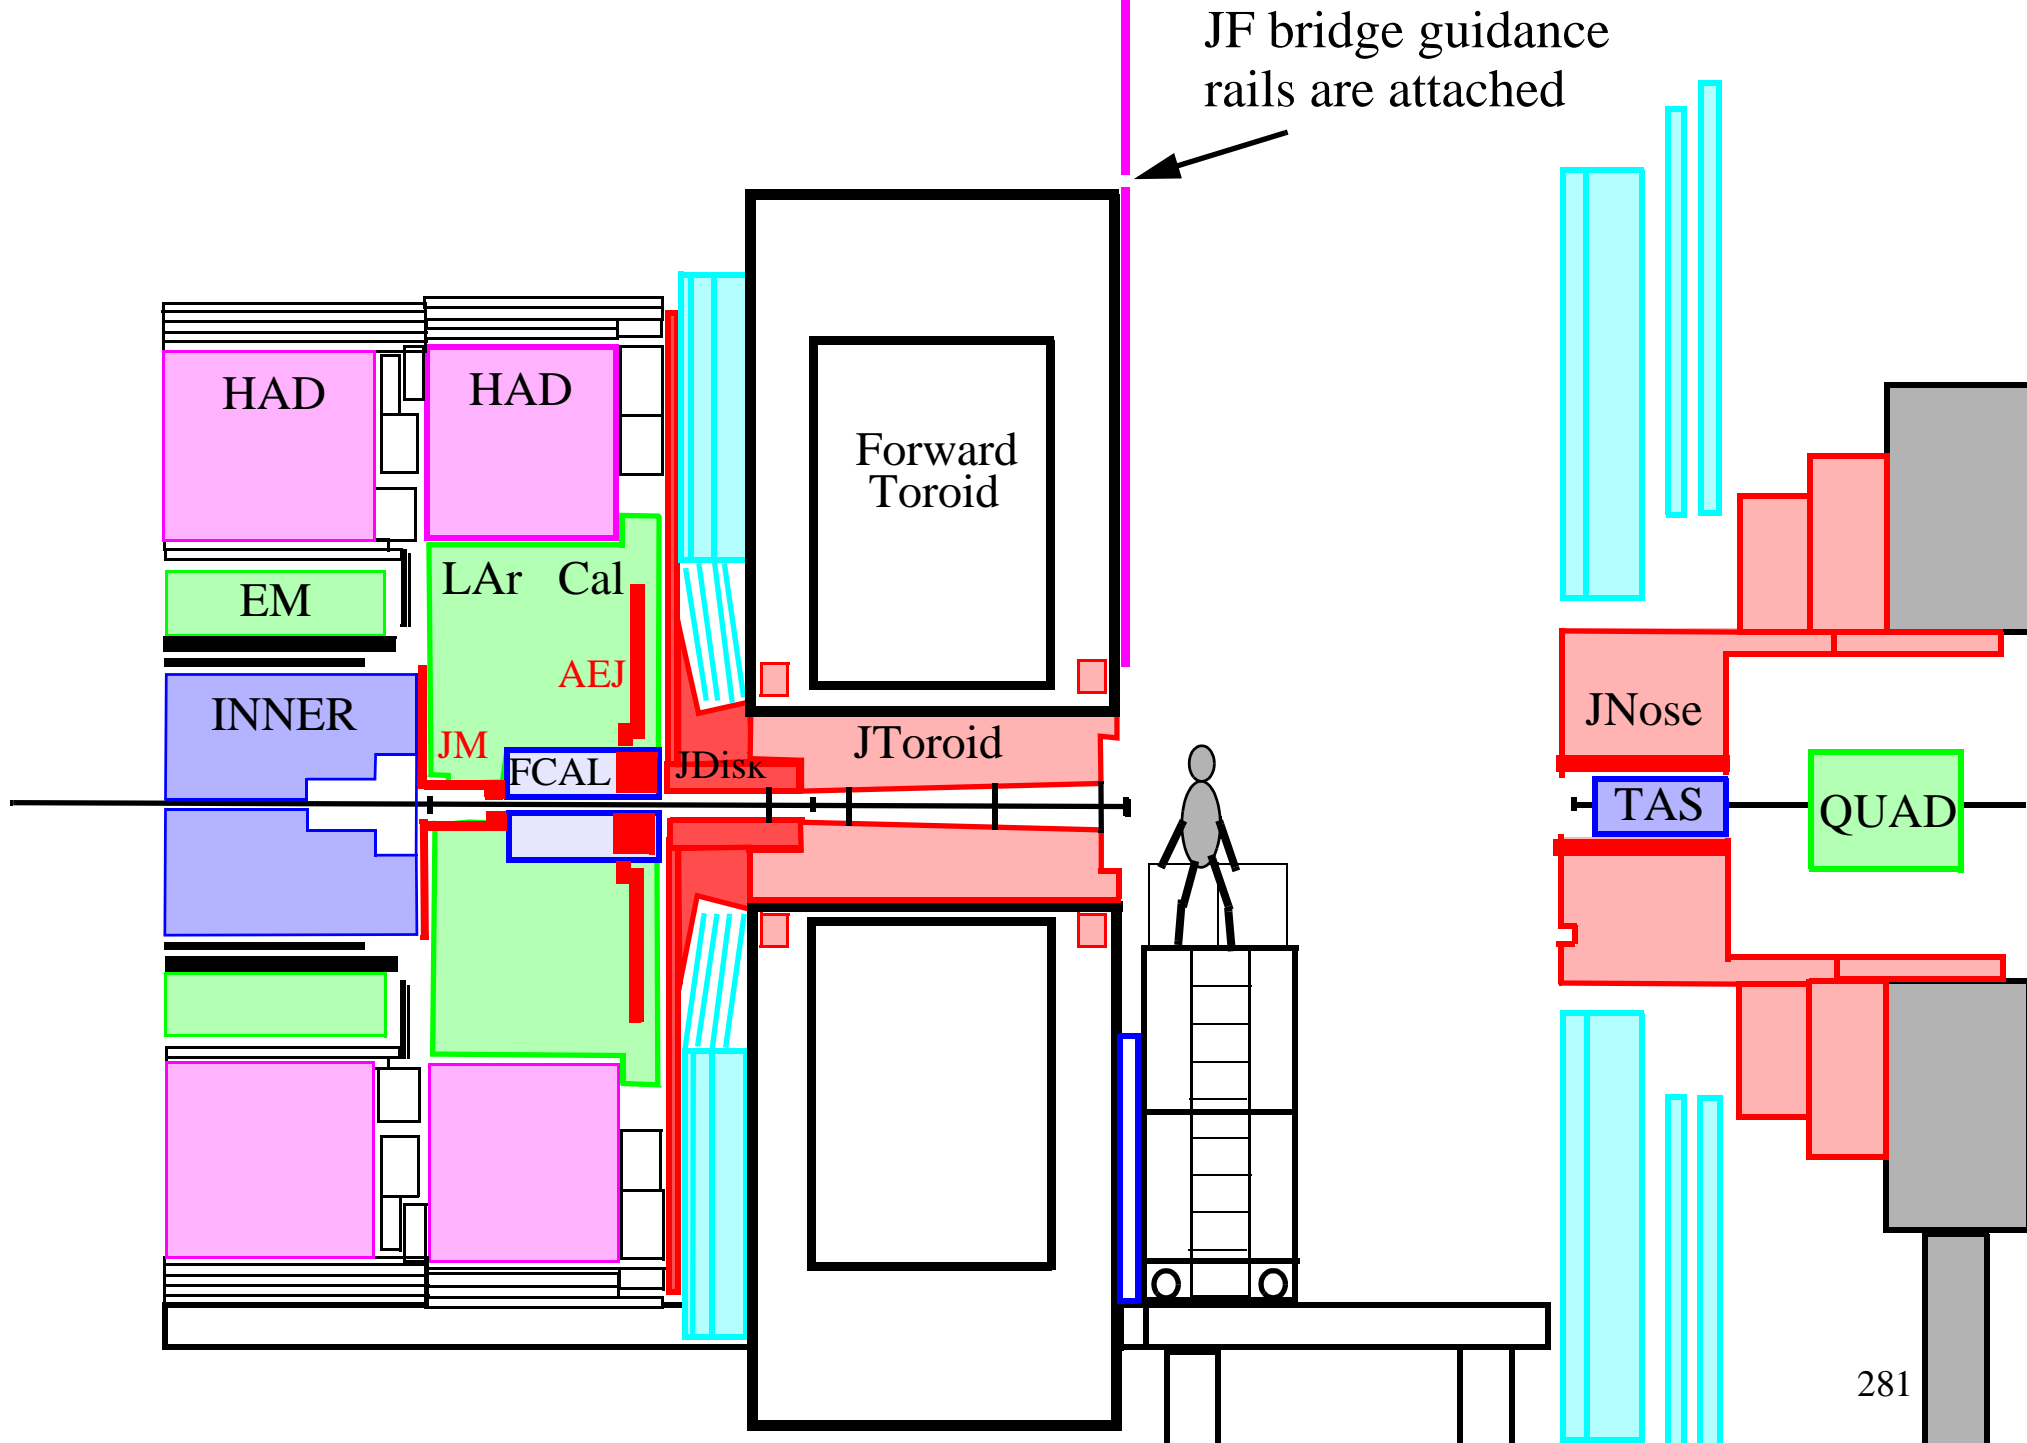 JF bridge guidance
rails are attached
HAD
HAD
Forward
Toroid
LAr Cal
EM
AEJ
INNER
JM
JNose
JToroid
FCAL
JDisk
TAS
QUAD
281